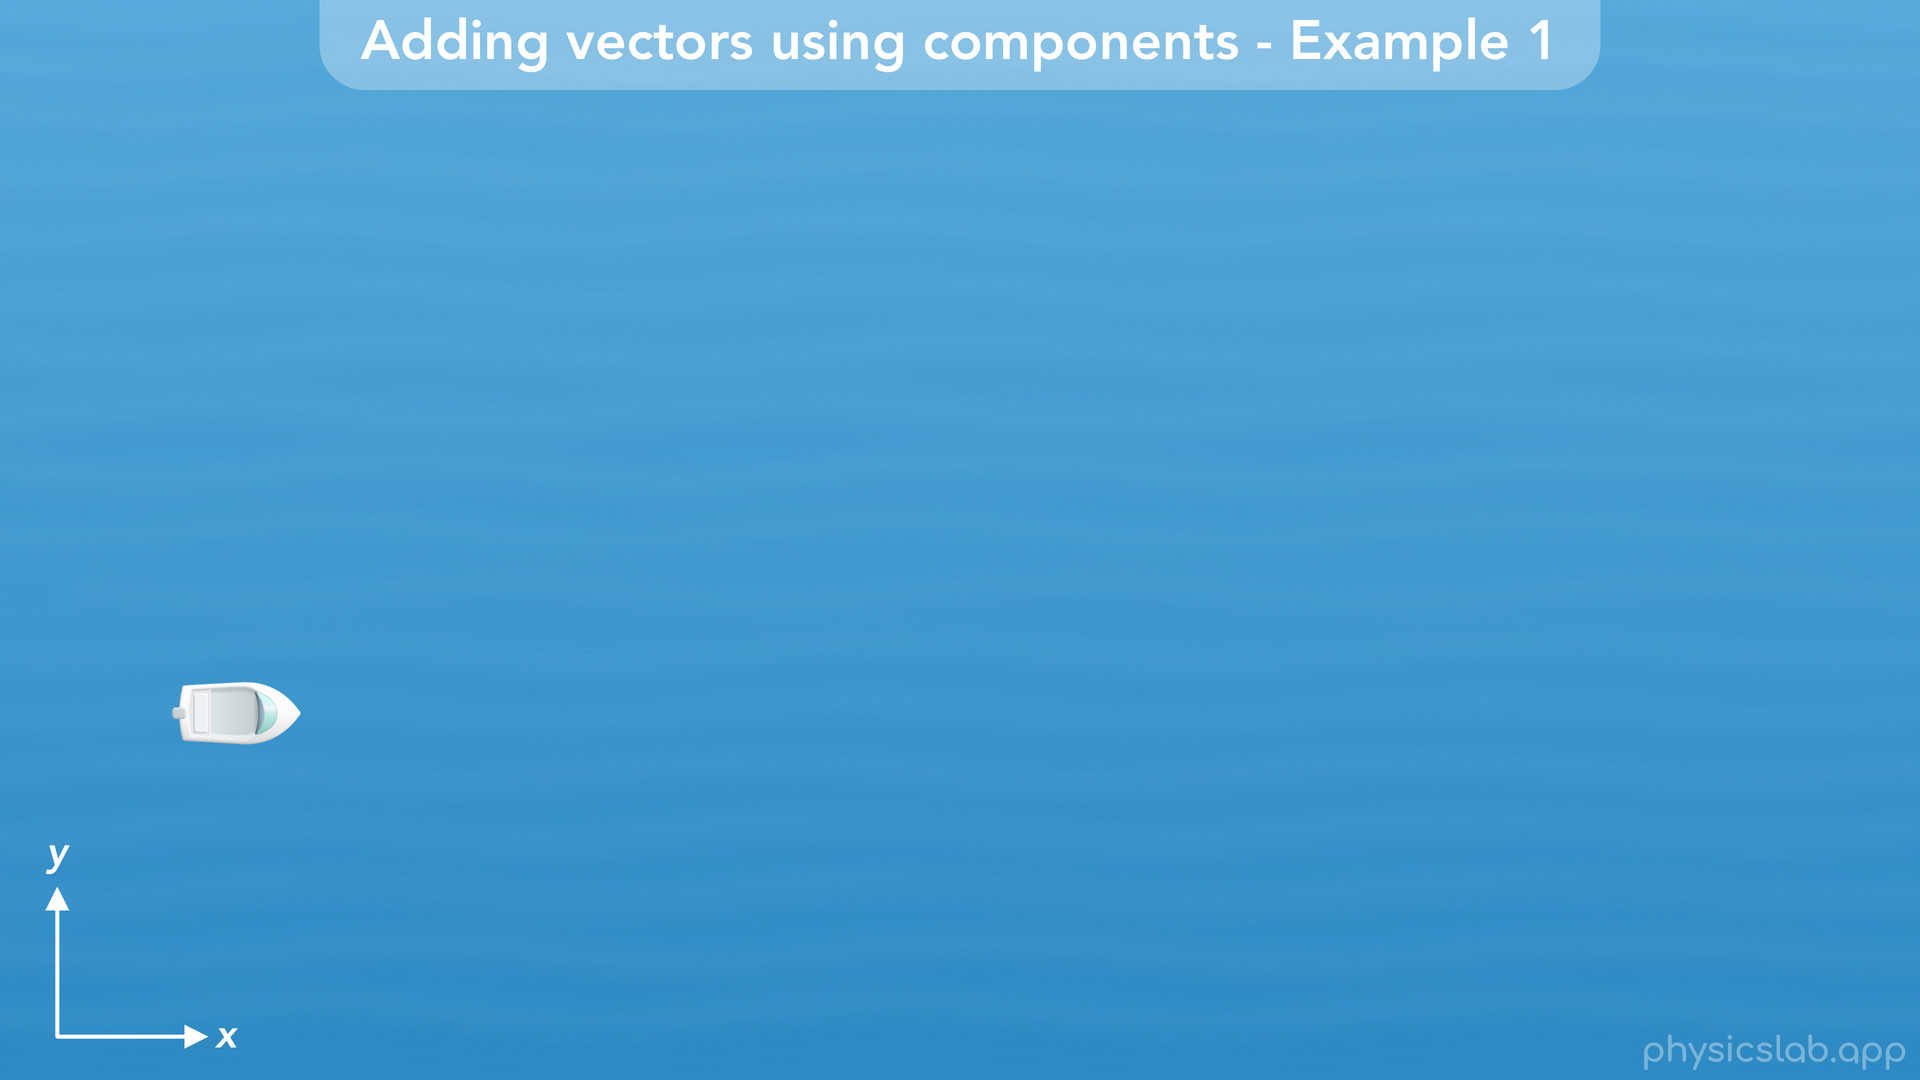 Adding vectors using components - Example 1
y
x
physicslab.app